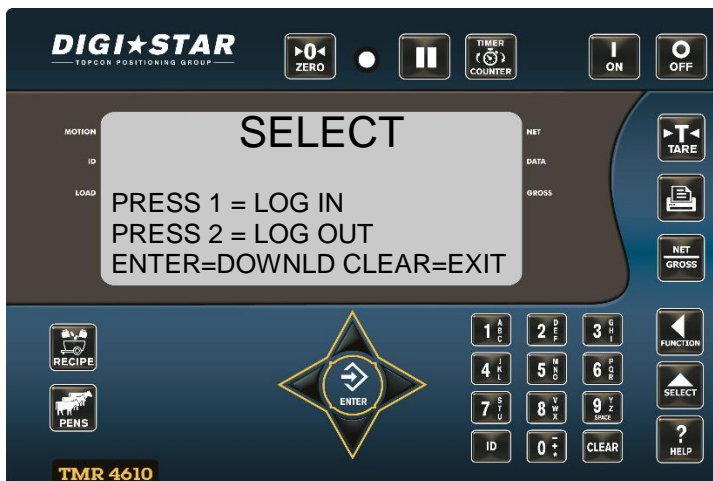 DIGI★STAR
TOPCON POSITIONING GROUP
0
ZERO
TIMER
COUNTER
I
ON
O
OFF
MOTION
ID
LOAD
SELECT
PRESS 1 = LOG IN
PRESS 2 = LOG OUT
ENTER=DOWNLD CLEAR=EXIT
NET
DATA
GROSS
T
TARE
NET
GROSS
FUNCTION
SELECT
?
HELP
RECIPE
PENS
ENTER
1 A B C
2 D E F
3 G H I
4 J K L
5 M N O
6 P Q R
7 S T U
8 V W X
9 Y Z SPACE
ID
0 - + *
CLEAR
TMR 4610